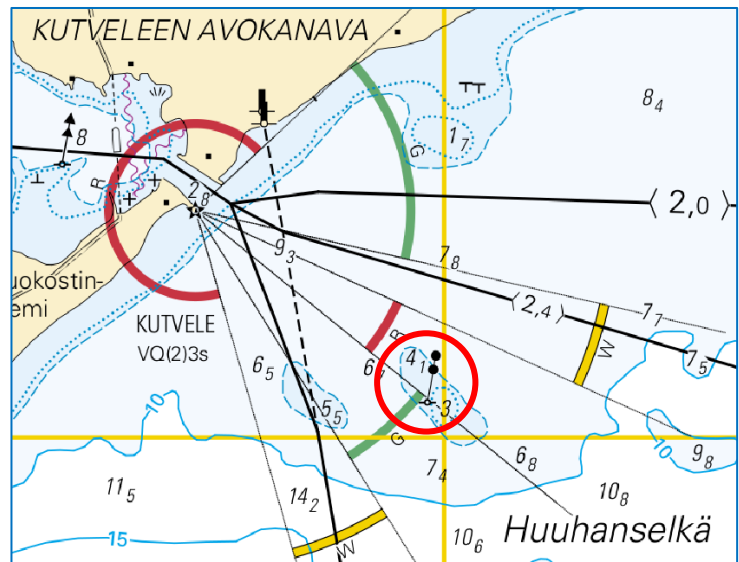 KUTVELEEN AVOKANAVA
8₄
8
1₇
G
R
2₈
⟨ 2,0 ⟩
7₈
9₃
uokostin-
emi
⟨2,4⟩
7₇
KUTVELE
VQ(2)3s
R
W
7₅
6₅
4₁
10
5₅
3
G
10
7₄
6₈
9₈
11₅
14₂
10₈
15
W
10₆
Huuhanselkä